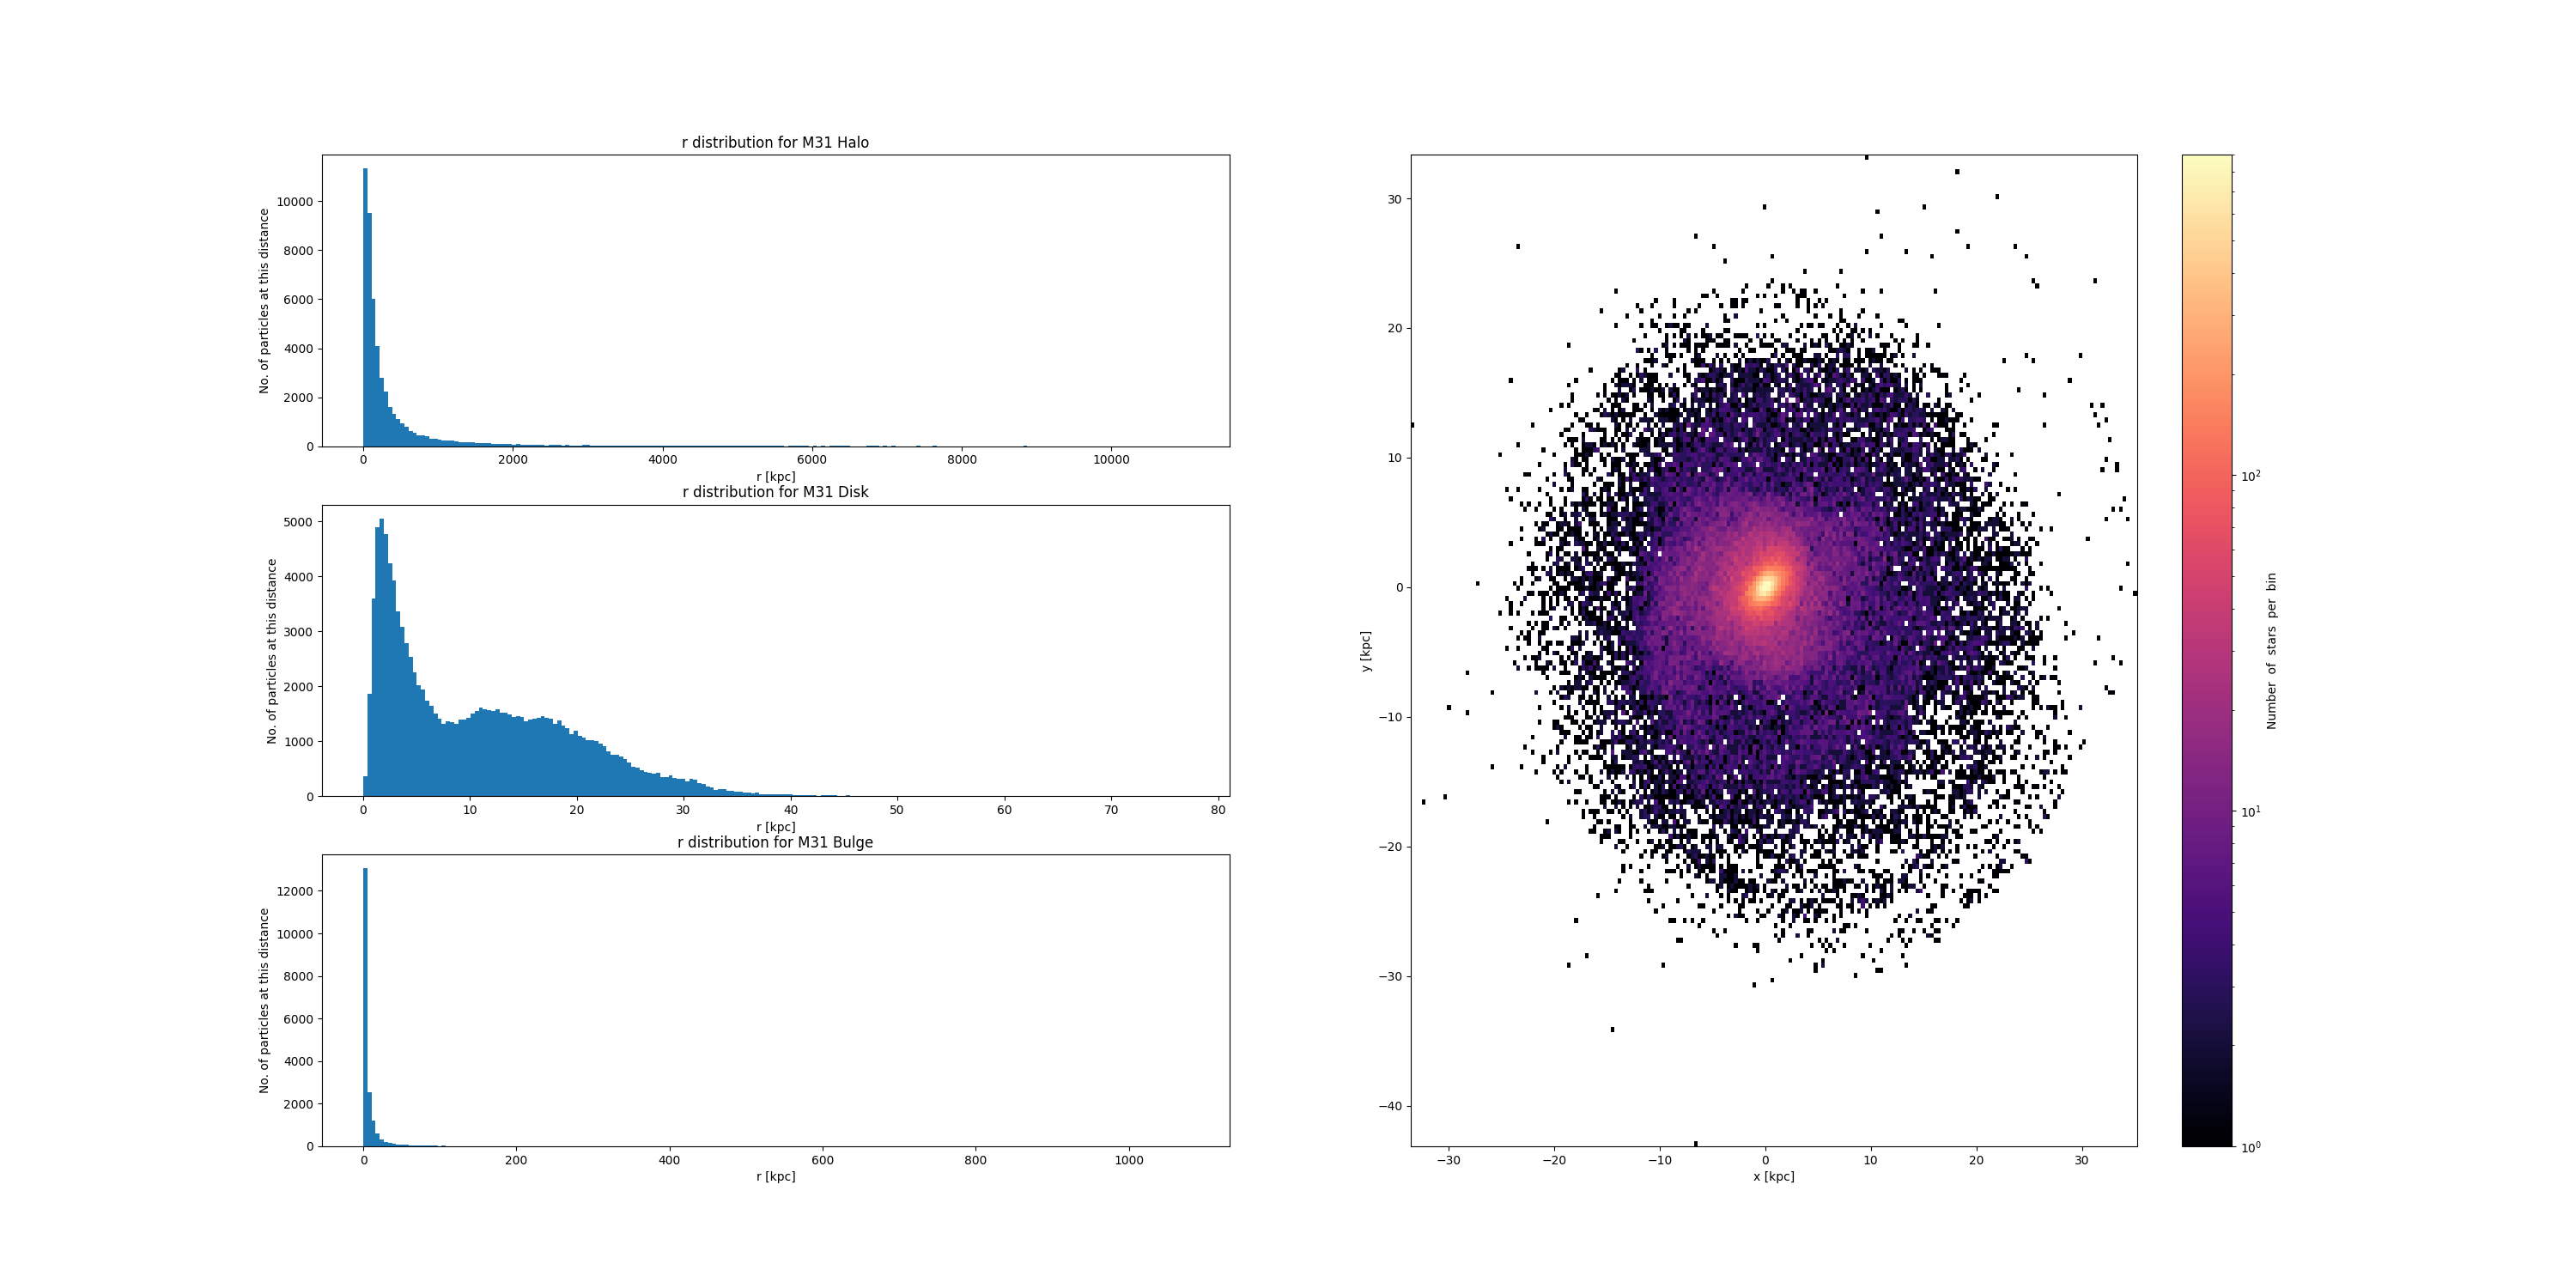 r distribution for M31 Halo
No. of particles at this distance
10000
8000
6000
4000
2000
0
0 2000 4000 6000 8000 10000
r [kpc]
r distribution for M31 Disk
No. of particles at this distance
5000
4000
3000
2000
1000
0
0 10 20 30 40 50 60 70 80
r [kpc]
r distribution for M31 Bulge
No. of particles at this distance
12000
10000
8000
6000
4000
2000
0
0 200 400 600 800 1000
r [kpc]
y [kpc]
30
20
10
0
−10
−20
−30
−40
−30 −20 −10 0 10 20 30
x [kpc]
10²
10¹
10⁰
Number of stars per bin